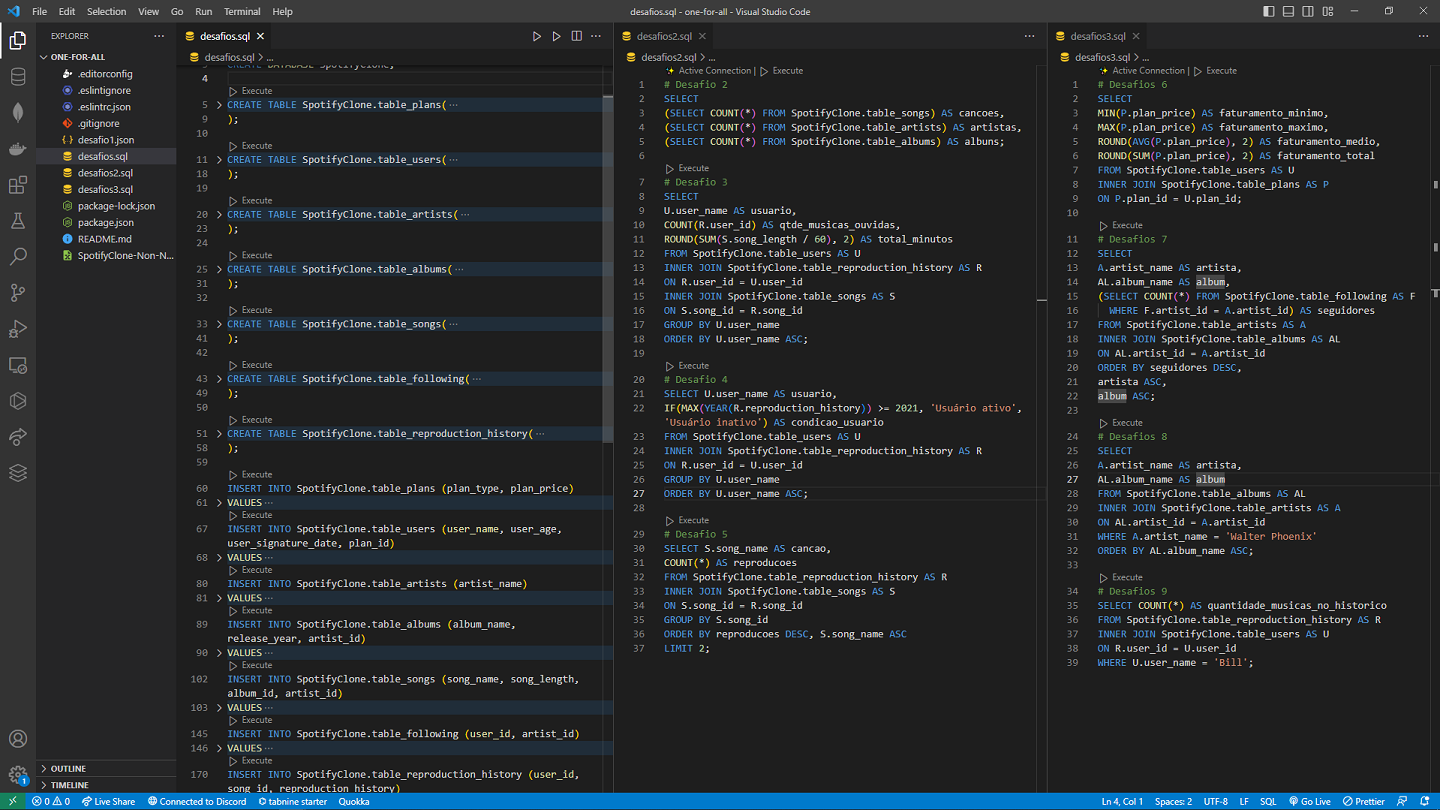 File Edit Selection View Go Run Terminal Help
desafios.sql - one-for-all - Visual Studio Code
EXPLORER
ONE-FOR-ALL
.editorconfig
.eslintignore
.eslintrc.json
.gitignore
desafio1.json
desafios.sql
desafios2.sql
desafios3.sql
package-lock.json
package.json
README.md
SpotifyClone-Non-N...
OUTLINE
TIMELINE
desafios.sql
desafios.sql > ...
3 CREATE DATABASE SpotifyClone;
4
Execute
5 CREATE TABLE SpotifyClone.table_plans( ...
9 );
10
Execute
11 CREATE TABLE SpotifyClone.table_users( ...
18 );
19
Execute
20 CREATE TABLE SpotifyClone.table_artists( ...
23 );
24
Execute
25 CREATE TABLE SpotifyClone.table_albums( ...
31 );
32
Execute
33 CREATE TABLE SpotifyClone.table_songs( ...
41 );
42
Execute
43 CREATE TABLE SpotifyClone.table_following( ...
49 );
50
Execute
51 CREATE TABLE SpotifyClone.table_reproduction_history( ...
58 );
59
Execute
60 INSERT INTO SpotifyClone.table_plans (plan_type, plan_price)
61 VALUES ...
Execute
67 INSERT INTO SpotifyClone.table_users (user_name, user_age,
user_signature_date, plan_id)
68 VALUES ...
Execute
80 INSERT INTO SpotifyClone.table_artists (artist_name)
81 VALUES ...
Execute
89 INSERT INTO SpotifyClone.table_albums (album_name,
release_year, artist_id)
90 VALUES ...
Execute
102 INSERT INTO SpotifyClone.table_songs (song_name, song_length,
album_id, artist_id)
103 VALUES ...
Execute
145 INSERT INTO SpotifyClone.table_following (user_id, artist_id)
146 VALUES ...
Execute
170 INSERT INTO SpotifyClone.table_reproduction_history (user_id,
song_id, reproduction_history)
desafios2.sql
desafios2.sql > ...
Active Connection | Execute
1 # Desafio 2
2 SELECT
3 (SELECT COUNT(*) FROM SpotifyClone.table_songs) AS cancoes,
4 (SELECT COUNT(*) FROM SpotifyClone.table_artists) AS artistas,
5 (SELECT COUNT(*) FROM SpotifyClone.table_albums) AS albuns;
6
Execute
7 # Desafio 3
8 SELECT
9 U.user_name AS usuario,
10 COUNT(R.user_id) AS qtde_musicas_ouvidas,
11 ROUND(SUM(S.song_length / 60), 2) AS total_minutos
12 FROM SpotifyClone.table_users AS U
13 INNER JOIN SpotifyClone.table_reproduction_history AS R
14 ON R.user_id = U.user_id
15 INNER JOIN SpotifyClone.table_songs AS S
16 ON S.song_id = R.song_id
17 GROUP BY U.user_name
18 ORDER BY U.user_name ASC;
19
Execute
20 # Desafio 4
21 SELECT U.user_name AS usuario,
22 IF(MAX(YEAR(R.reproduction_history)) >= 2021, 'Usuário ativo',
'Usuário inativo') AS condicao_usuario
23 FROM SpotifyClone.table_users AS U
24 INNER JOIN SpotifyClone.table_reproduction_history AS R
25 ON R.user_id = U.user_id
26 GROUP BY U.user_name
27 ORDER BY U.user_name ASC;
28
Execute
29 # Desafio 5
30 SELECT S.song_name AS cancao,
31 COUNT(*) AS reproducoes
32 FROM SpotifyClone.table_reproduction_history AS R
33 INNER JOIN SpotifyClone.table_songs AS S
34 ON S.song_id = R.song_id
35 GROUP BY S.song_id
36 ORDER BY reproducoes DESC, S.song_name ASC
37 LIMIT 2;
desafios3.sql
desafios3.sql > ...
Active Connection | Execute
1 # Desafios 6
2 SELECT
3 MIN(P.plan_price) AS faturamento_minimo,
4 MAX(P.plan_price) AS faturamento_maximo,
5 ROUND(AVG(P.plan_price), 2) AS faturamento_medio,
6 ROUND(SUM(P.plan_price), 2) AS faturamento_total
7 FROM SpotifyClone.table_users AS U
8 INNER JOIN SpotifyClone.table_plans AS P
9 ON P.plan_id = U.plan_id;
10
Execute
11 # Desafios 7
12 SELECT
13 A.artist_name AS artista,
14 AL.album_name AS album,
15 (SELECT COUNT(*) FROM SpotifyClone.table_following AS F
16 WHERE F.artist_id = A.artist_id) AS seguidores
17 FROM SpotifyClone.table_artists AS A
18 INNER JOIN SpotifyClone.table_albums AS AL
19 ON AL.artist_id = A.artist_id
20 ORDER BY seguidores DESC,
21 artista ASC,
22 album ASC;
23
Execute
24 # Desafios 8
25 SELECT
26 A.artist_name AS artista,
27 AL.album_name AS album
28 FROM SpotifyClone.table_albums AS AL
29 INNER JOIN SpotifyClone.table_artists AS A
30 ON AL.artist_id = A.artist_id
31 WHERE A.artist_name = 'Walter Phoenix'
32 ORDER BY AL.album_name ASC;
33
Execute
34 # Desafios 9
35 SELECT COUNT(*) AS quantidade_musicas_no_historico
36 FROM SpotifyClone.table_reproduction_history AS R
37 INNER JOIN SpotifyClone.table_users AS U
38 ON R.user_id = U.user_id
39 WHERE U.user_name = 'Bill';
1
0 0 Live Share Connected to Discord tabnine starter Quokka
Ln 4, Col 1 Spaces: 2 UTF-8 LF SQL Go Live Prettier